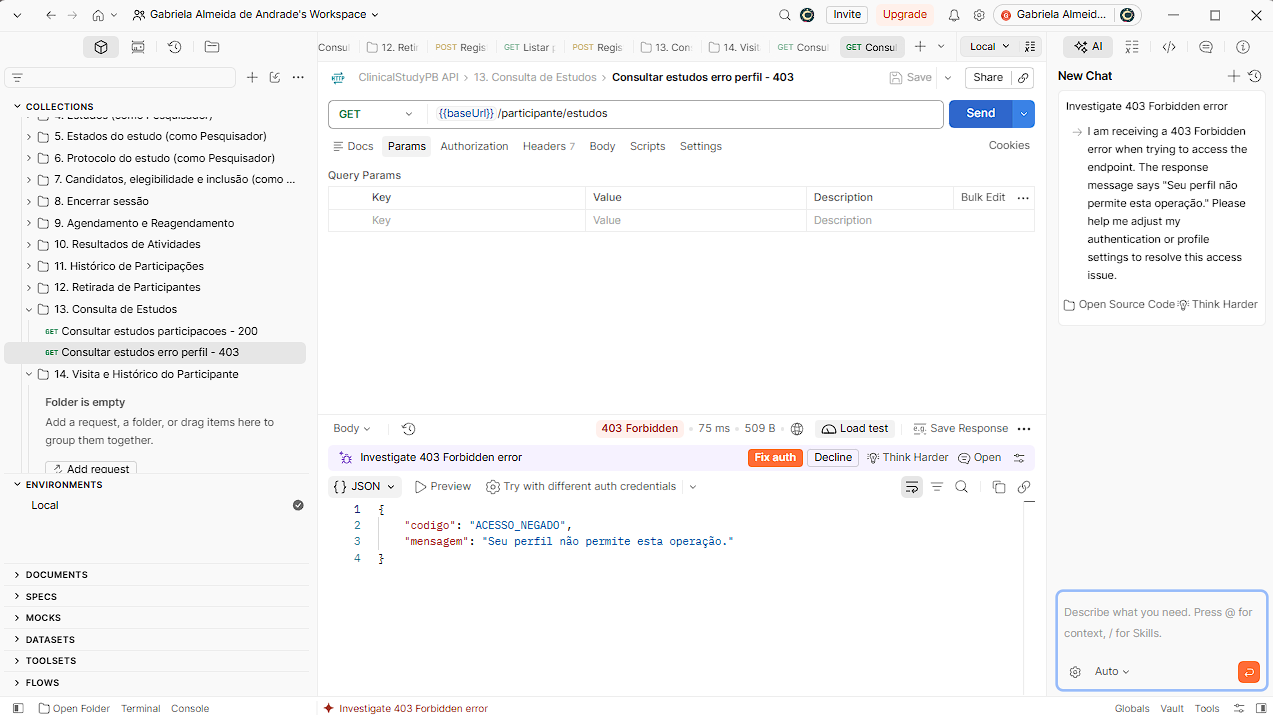 Gabriela Almeida de Andrade's Workspace
Invite
Upgrade
Gabriela Almeid...
Consul
12. Retir
POST Regis
GET Listar
POST Regis
13. Con
14. Visit
GET Consu
GET Consu
Local
AI
HTTP
ClinicalStudyPB API > 13. Consulta de Estudos > Consultar estudos erro perfil - 403
Save
Share
New Chat
COLLECTIONS
4. Estudos (como Pesquisador)
5. Estados do estudo (como Pesquisador)
6. Protocolo do estudo (como Pesquisador)
7. Candidatos, elegibilidade e inclusão (como ...
8. Encerrar sessão
9. Agendamento e Reagendamento
10. Resultados de Atividades
11. Histórico de Participações
12. Retirada de Participantes
13. Consulta de Estudos
GET Consultar estudos participacoes - 200
GET Consultar estudos erro perfil - 403
14. Visita e Histórico do Participante
Folder is empty
Add a request, a folder, or drag items here to
group them together.
Add request
ENVIRONMENTS
Local
DOCUMENTS
SPECS
MOCKS
DATASETS
TOOLSETS
FLOWS
GET
{{baseUrl}} /participante/estudos
Send
Docs
Params
Authorization
Headers 7
Body
Scripts
Settings
Cookies
Query Params
Key
Value
Description
Bulk Edit
Key
Value
Description
Body
403 Forbidden
75 ms
509 B
Load test
e.g. Save Response
Investigate 403 Forbidden error
Fix auth
Decline
Think Harder
Open
{} JSON
Preview
Try with different auth credentials
1 {
2 "codigo": "ACESSO_NEGADO",
3 "mensagem": "Seu perfil não permite esta operação."
4 }
Investigate 403 Forbidden error
I am receiving a 403 Forbidden
error when trying to access the
endpoint. The response
message says "Seu perfil não
permite esta operação." Please
help me adjust my
authentication or profile
settings to resolve this access
issue.
Open Source Code
Think Harder
Describe what you need. Press @ for
context, / for Skills.
Auto
Open Folder
Terminal
Console
Investigate 403 Forbidden error
Globals
Vault
Tools